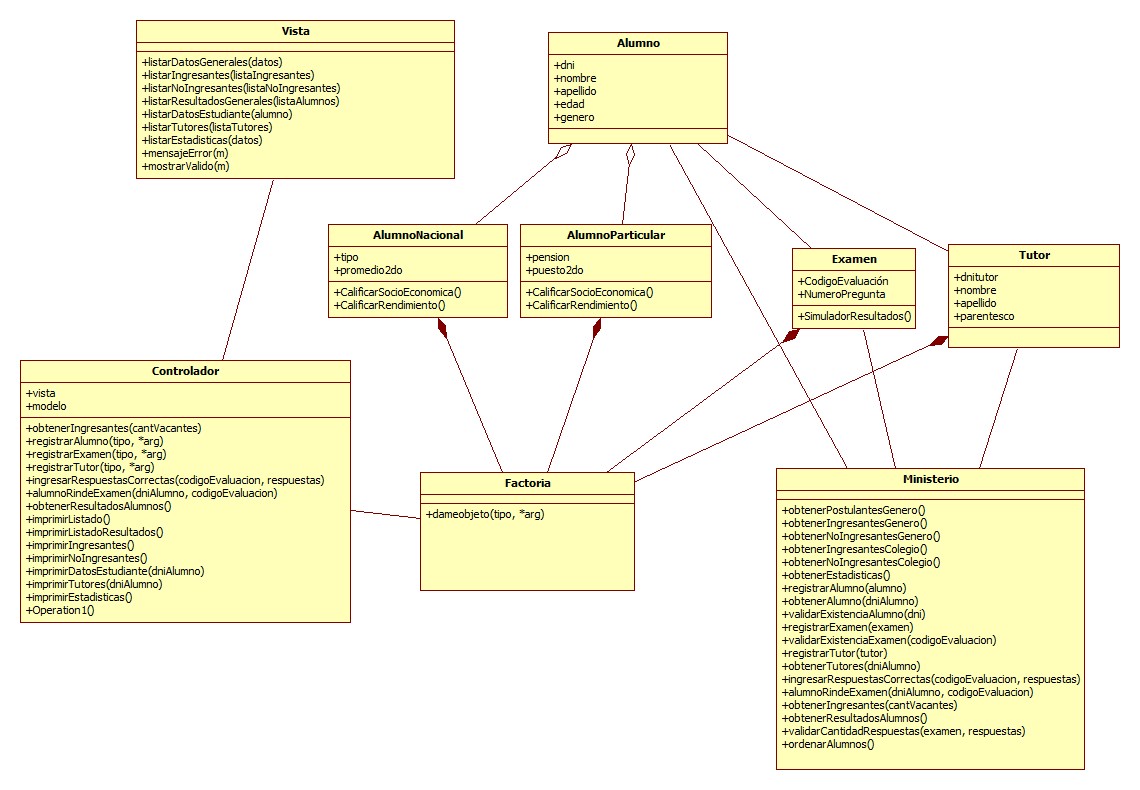 Vista
+listarDatosGenerales(datos)
+listarIngresantes(listaIngresantes)
+listarNoIngresantes(listaNoIngresantes)
+listarResultadosGenerales(listaAlumnos)
+listarDatosEstudiante(alumno)
+listarTutores(listaTutores)
+listarEstadisticas(datos)
+mensajeError(m)
+mostrarValido(m)
Alumno
+dni
+nombre
+apellido
+edad
+genero
AlumnoNacional
+tipo
+promedio2do
+CalificarSocioEconomica()
+CalificarRendimiento()
AlumnoParticular
+pension
+puesto2do
+CalificarSocioEconomica()
+CalificarRendimiento()
Examen
+CodigoEvaluación
+NumeroPregunta
+SimuladorResultados()
Tutor
+dnitutor
+nombre
+apellido
+parentesco
Controlador
+vista
+modelo
+obtenerIngresantes(cantVacantes)
+registrarAlumno(tipo, *arg)
+registrarExamen(tipo, *arg)
+registrarTutor(tipo, *arg)
+ingresarRespuestasCorrectas(codigoEvaluacion, respuestas)
+alumnoRindeExamen(dniAlumno, codigoEvaluacion)
+obtenerResultadosAlumnos()
+imprimirListado()
+imprimirListadoResultados()
+imprimirIngresantes()
+imprimirNoIngresantes()
+imprimirDatosEstudiante(dniAlumno)
+imprimirTutores(dniAlumno)
+imprimirEstadisticas()
+Operation1()
Factoria
+dameobjeto(tipo, *arg)
Ministerio
+obtenerPostulantesGenero()
+obtenerIngresantesGenero()
+obtenerNoIngresantesGenero()
+obtenerIngresantesColegio()
+obtenerNoIngresantesColegio()
+obtenerEstadisticas()
+registrarAlumno(alumno)
+obtenerAlumno(dniAlumno)
+validarExistenciaAlumno(dni)
+registrarExamen(examen)
+validarExistenciaExamen(codigoEvaluacion)
+registrarTutor(tutor)
+obtenerTutores(dniAlumno)
+ingresarRespuestasCorrectas(codigoEvaluacion, respuestas)
+alumnoRindeExamen(dniAlumno, codigoEvaluacion)
+obtenerIngresantes(cantVacantes)
+obtenerResultadosAlumnos()
+validarCantidadRespuestas(examen, respuestas)
+ordenarAlumnos()